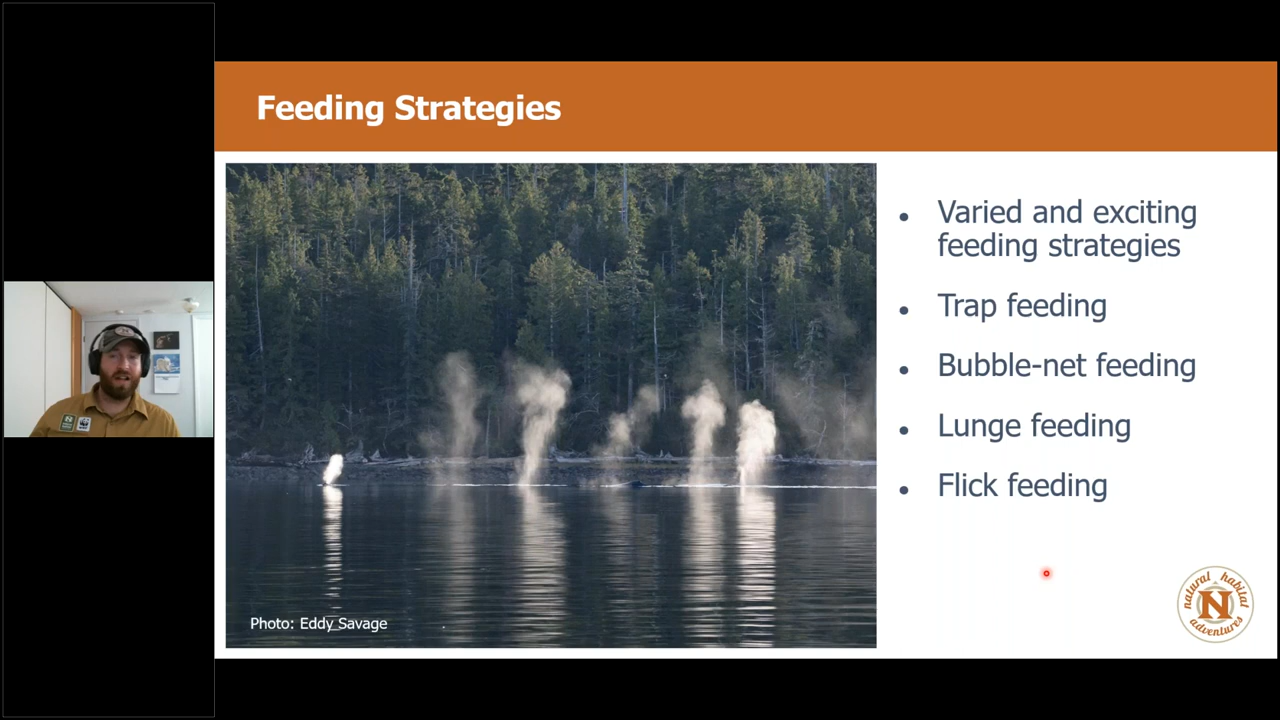 Feeding Strategies
Varied and exciting
feeding strategies
Trap feeding
Bubble-net feeding
Lunge feeding
Flick feeding
Photo: Eddy Savage
natural habitat
N
adventures